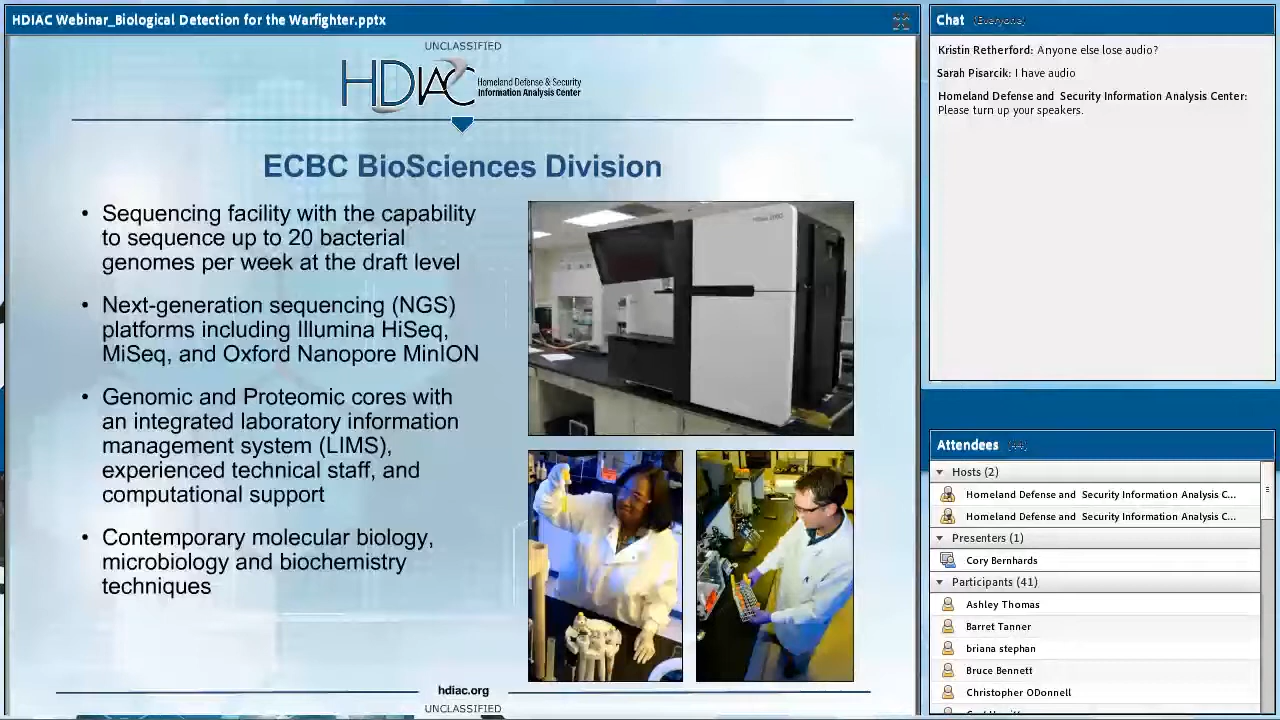 HDIAC Webinar_Biological Detection for the Warfighter.pptx
UNCLASSIFIED
HDIAC
Homeland Defense & Security
Information Analysis Center
ECBC BioSciences Division
• Sequencing facility with the capability
to sequence up to 20 bacterial
genomes per week at the draft level
• Next-generation sequencing (NGS)
platforms including Illumina HiSeq,
MiSeq, and Oxford Nanopore MinION
• Genomic and Proteomic cores with
an integrated laboratory information
management system (LIMS),
experienced technical staff, and
computational support
• Contemporary molecular biology,
microbiology and biochemistry
techniques
hdiac.org
UNCLASSIFIED
Chat (Everyone)
Kristin Retherford: Anyone else lose audio?
Sarah Pisarcik: I have audio
Homeland Defense and Security Information Analysis Center:
Please turn up your speakers.
Attendees (44)
Hosts (2)
Homeland Defense and Security Information Analysis C...
Homeland Defense and Security Information Analysis C...
Presenters (1)
Cory Bernhards
Participants (41)
Ashley Thomas
Barret Tanner
briana stephan
Bruce Bennett
Christopher ODonnell